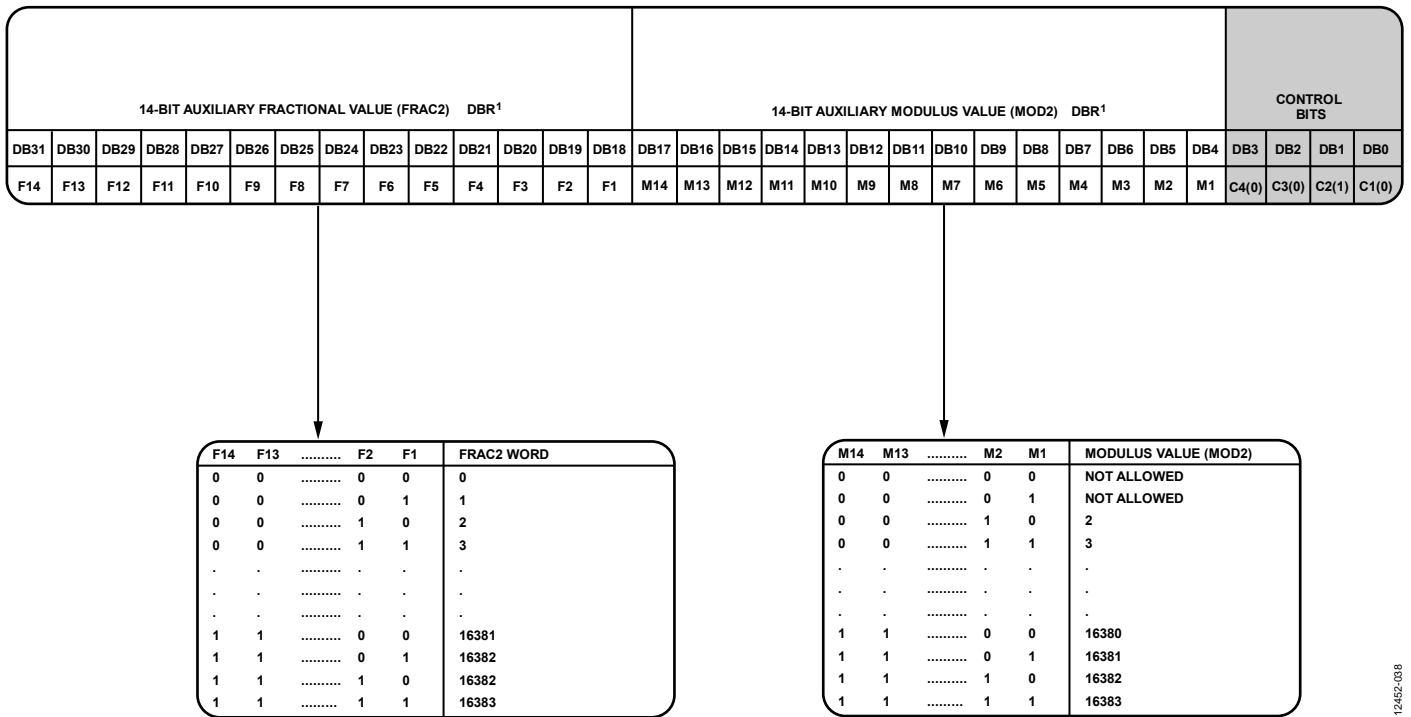 14-BIT AUXILIARY FRACTIONAL VALUE (FRAC2) DBR1
14-BIT AUXILIARY MODULUS VALUE (MOD2) DBR1
CONTROL
BITS
DB31 DB30 DB29 DB28 DB27 DB26 DB25 DB24 DB23 DB22 DB21 DB20 DB19 DB18 DB17 DB16 DB15 DB14 DB13 DB12 DB11 DB10 DB9 DB8 DB7 DB6 DB5 DB4 DB3 DB2 DB1 DB0
F14 F13 F12 F11 F10 F9 F8 F7 F6 F5 F4 F3 F2 F1 M14 M13 M12 M11 M10 M9 M8 M7 M6 M5 M4 M3 M2 M1 C4(0) C3(0) C2(1) C1(0)
F14 F13 .......... F2 F1 FRAC2 WORD
0 0 .......... 0 0 0
0 0 .......... 0 1 1
0 0 .......... 1 0 2
0 0 .......... 1 1 3
. . .......... . . .
. . .......... . . .
. . .......... . . .
1 1 .......... 0 0 16381
1 1 .......... 0 1 16382
1 1 .......... 1 0 16382
1 1 ......... 1 1 16383
M14 M13 .......... M2 M1 MODULUS VALUE (MOD2)
0 0 .......... 0 0 NOT ALLOWED
0 0 .......... 0 1 NOT ALLOWED
0 0 .......... 1 0 2
0 0 .......... 1 1 3
. . .......... . . .
. . .......... . . .
. . .......... . . .
1 1 .......... 0 0 16380
1 1 .......... 0 1 16381
1 1 .......... 1 0 16382
1 1 ......... 1 1 16383
12452-038